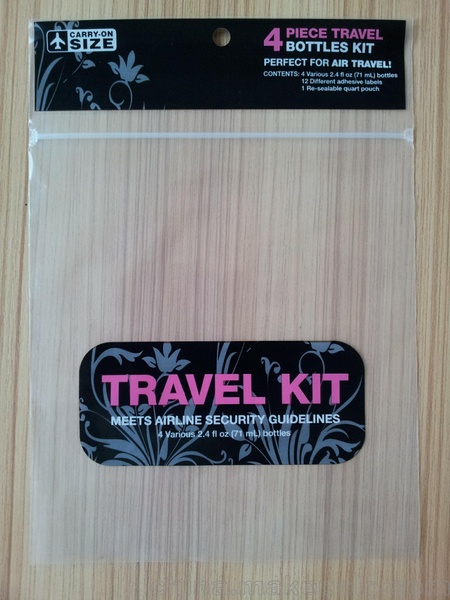 CARRY-ON
SIZE
4 PIECE TRAVEL
BOTTLES KIT
PERFECT FOR AIR TRAVEL!
CONTENTS: 4 Various 2.4 fl oz (71 mL) bottles
12 Different adhesive labels
1 Re-sealable quart pouch
TRAVEL KIT
MEETS AIRLINE SECURITY GUIDELINES
4 Various 2.4 fl oz (71 mL) bottles